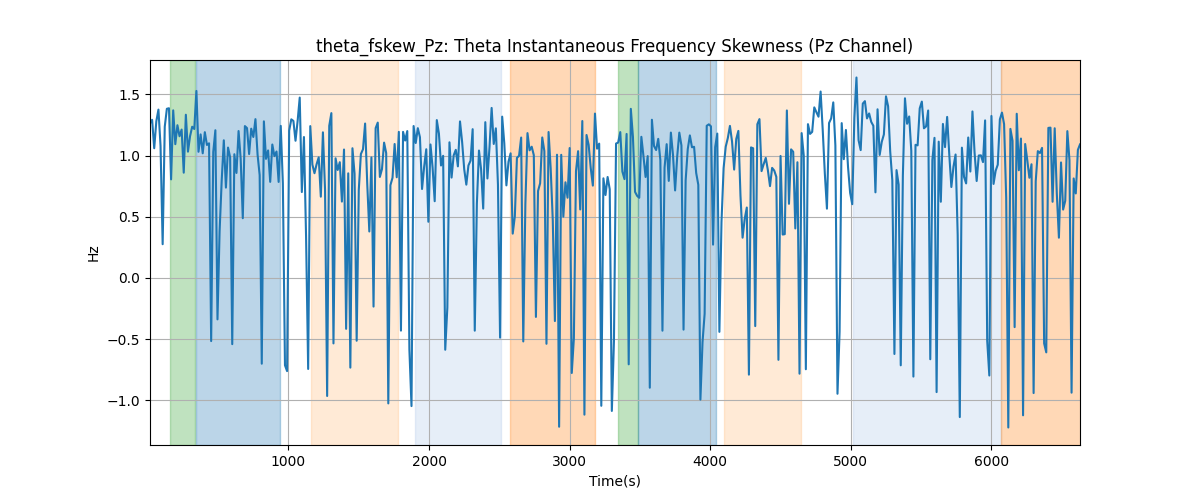 theta_fskew_Pz: Theta Instantaneous Frequency Skewness (Pz Channel)
1.5
1.0
0.5
0.0
−0.5
−1.0
Hz
1000 2000 3000 4000 5000 6000
Time(s)